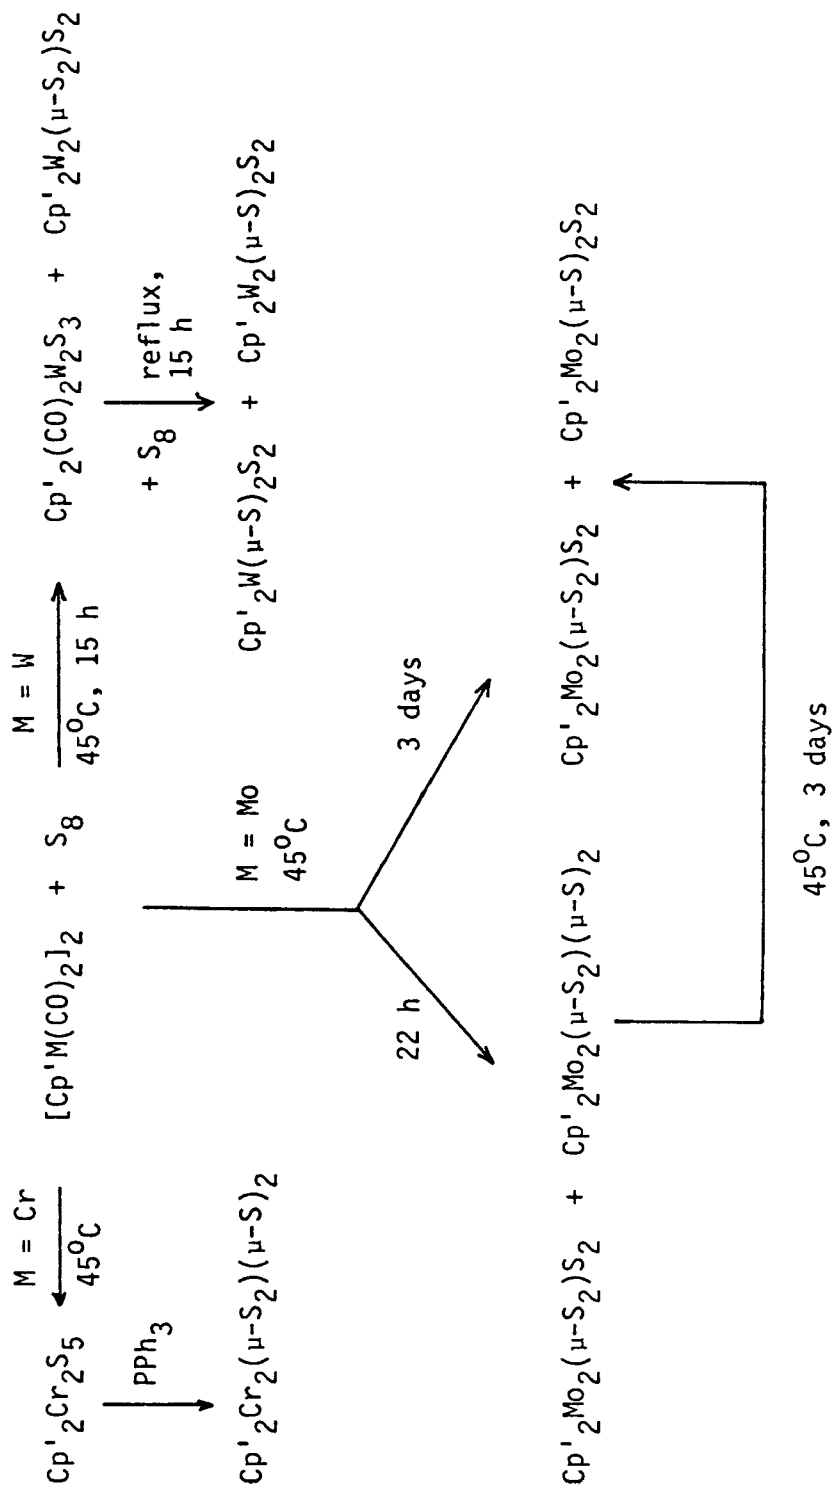 M = Cr
45°C
M = W
45°C, 15 h
Cp'₂Cr₂S₅
[Cp'M(CO)₂]₂ + S₈
Cp'₂(CO)₂W₂S₃ + Cp'₂W₂(μ-S₂)S₂
PPh₃
+ S₈
reflux,
15 h
M = Mo
45°C
Cp'₂Cr₂(μ-S₂)(μ-S)₂
Cp'₂W(μ-S)₂S₂ + Cp'₂W₂(μ-S)₂S₂
22 h
3 days
Cp'₂Mo₂(μ-S₂)S₂ + Cp'₂Mo₂(μ-S₂)(μ-S)₂
Cp'₂Mo₂(μ-S₂)S₂ + Cp'₂Mo₂(μ-S)₂S₂
45°C, 3 days